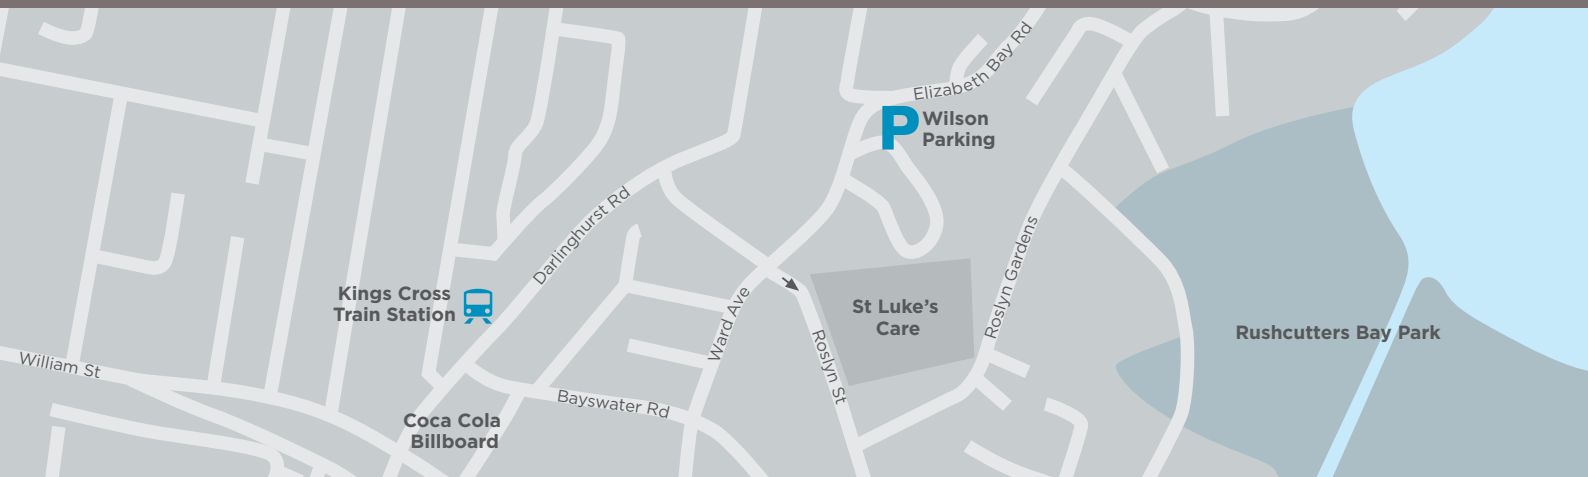 Elizabeth Bay Rd
P
Wilson
Parking
Darlinghurst Rd
Roslyn Gardens
Kings Cross
Train Station
Ward Ave
St Luke's
Care
Rushcutters Bay Park
William St
Roslyn St
Bayswater Rd
Coca Cola
Billboard